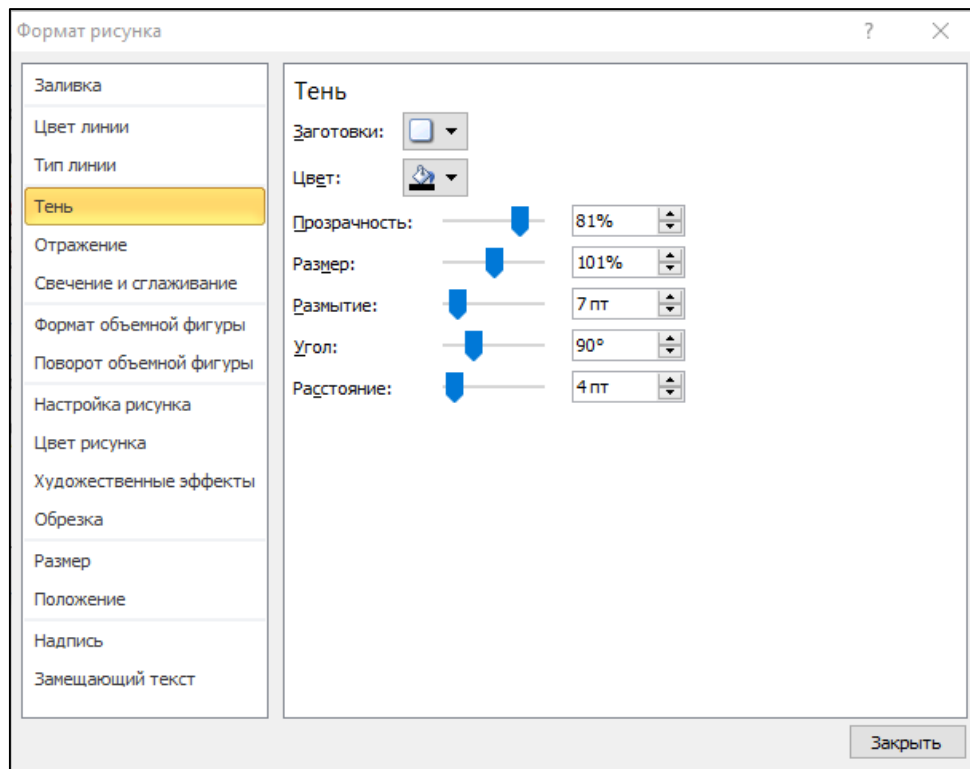 Формат рисунка
?
Заливка
Цвет линии
Тип линии
Тень
Отражение
Свечение и сглаживание
Формат объемной фигуры
Поворот объемной фигуры
Настройка рисунка
Цвет рисунка
Художественные эффекты
Обрезка
Размер
Положение
Надпись
Замещающий текст
Тень
Заготовки:
Цвет:
Прозрачность: 81%
Размер: 101%
Размытие: 7 пт
Угол: 90°
Расстояние: 4 пт
Закрыть